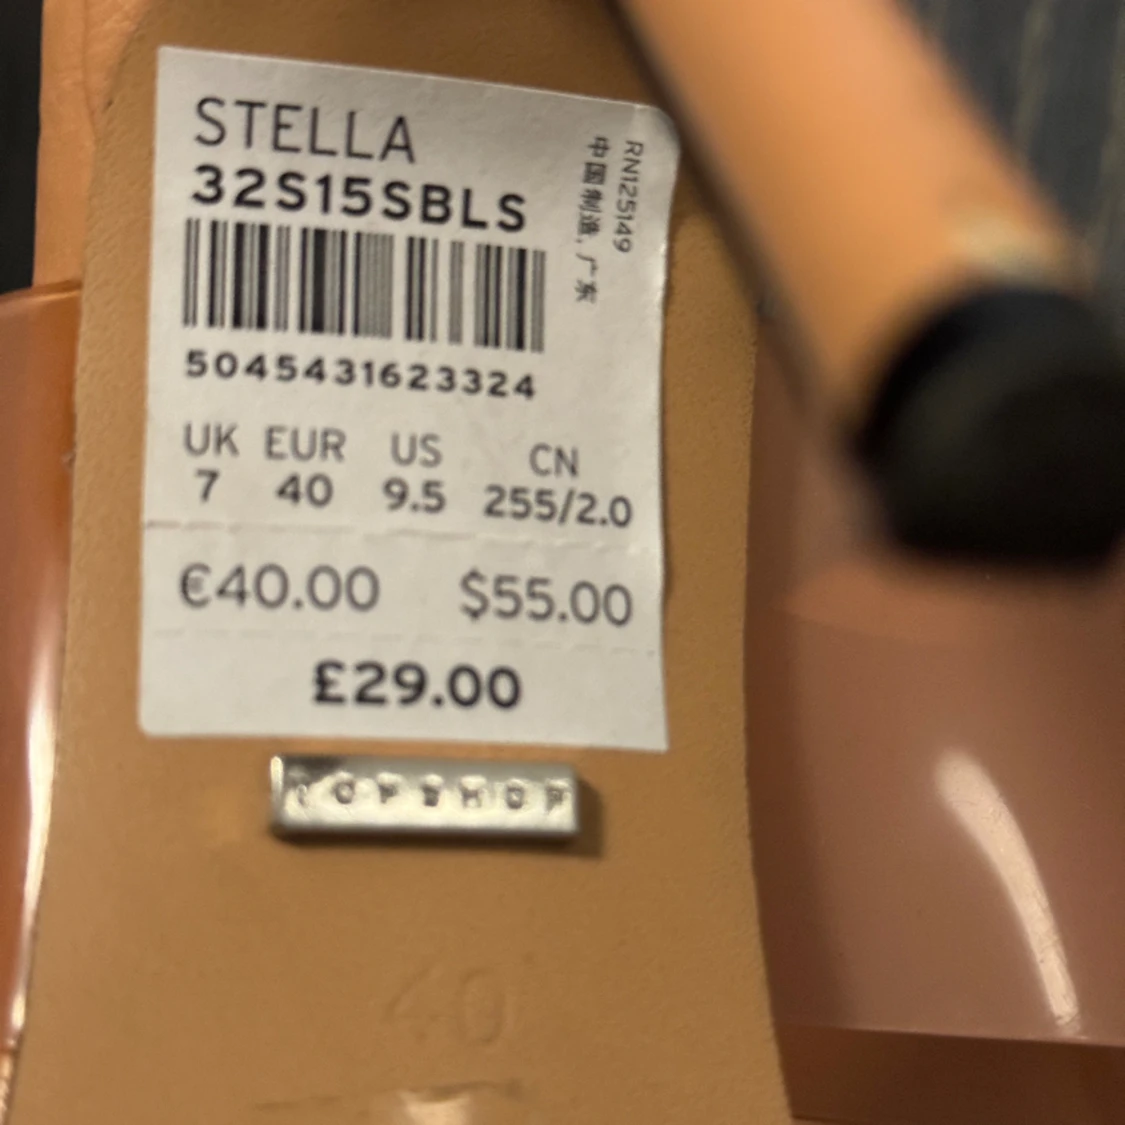 STELLA
32S15SBLS
5045431623324
UK EUR US CN
7 40 9.5 255/2.0
€40.00 $55.00
£29.00
RN125149
中国制造, 广东
TOPSHOP
40